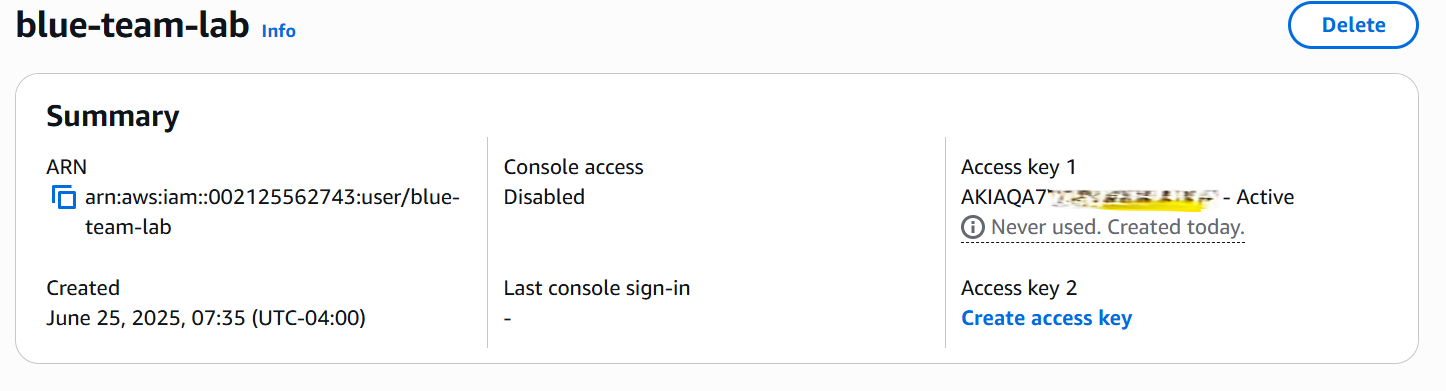 blue-team-lab Info
Delete
Summary
ARN
arn:aws:iam::002125562743:user/blue-
team-lab
Created
June 25, 2025, 07:35 (UTC-04:00)
Console access
Disabled
Last console sign-in
-
Access key 1
AKIAQA7 - Active
Never used. Created today.
Access key 2
Create access key